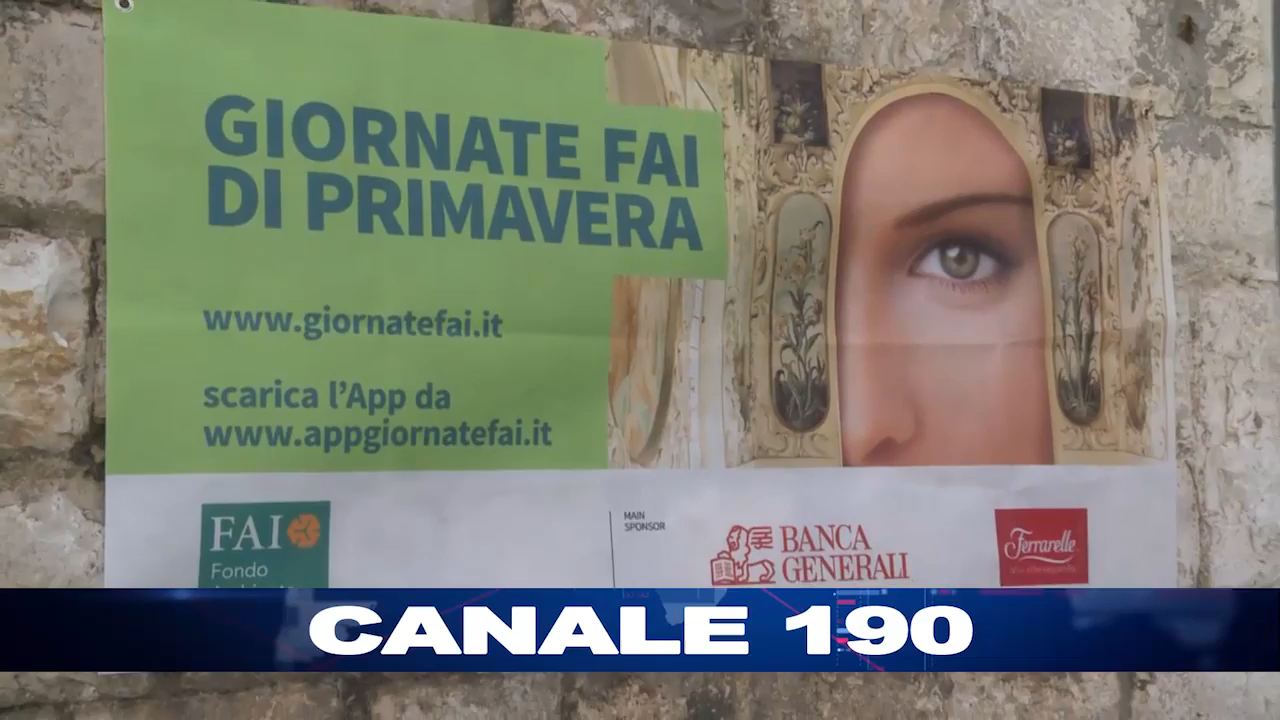 GIORNATE FAI
DI PRIMAVERA
www.giornatefai.it
scarica l'App da
www.appgiornatefai.it
FAI
Fondo
MAIN
SPONSOR
BANCA
GENERALI
Ferrarelle
CANALE 190